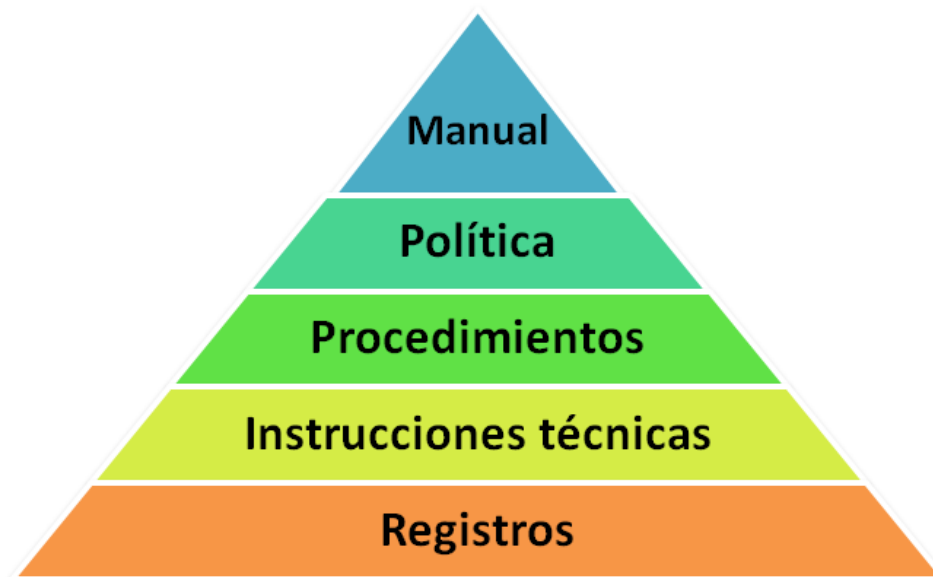 Manual
Política
Procedimientos
Instrucciones técnicas
Registros